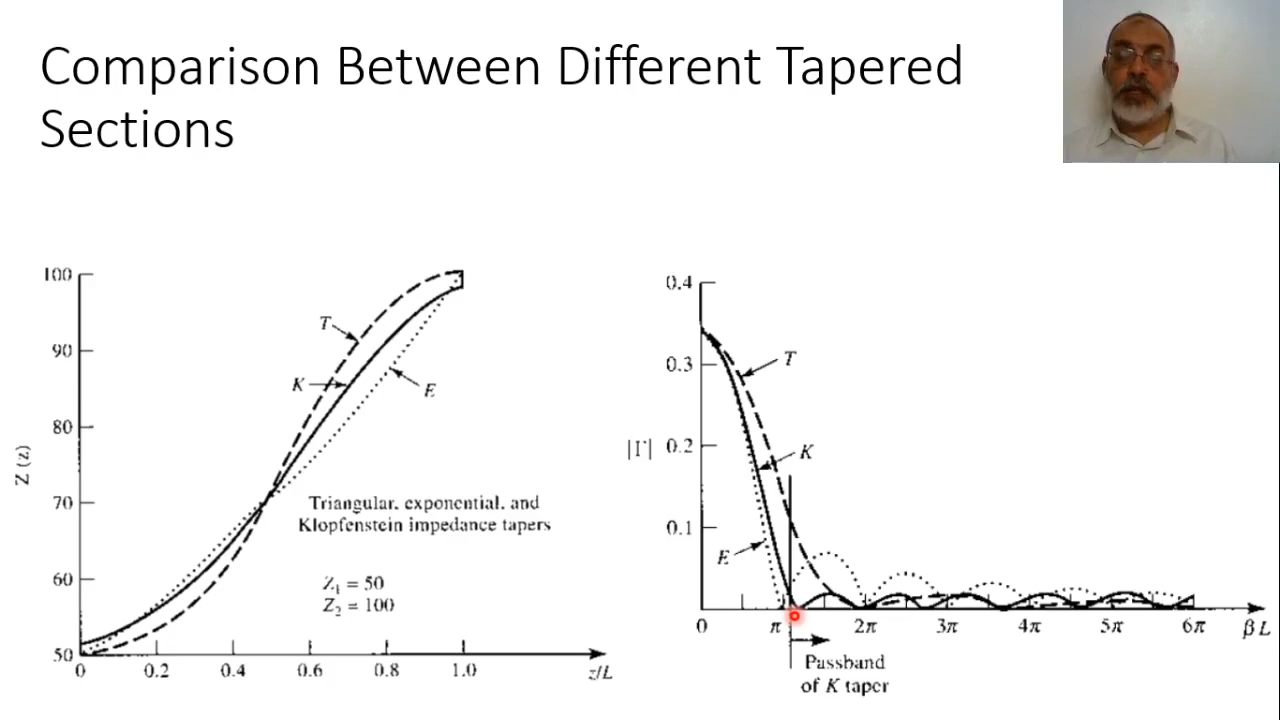 Comparison Between Different Tapered
Sections
100
90
80
70
60
50
Z (z)
T
K
E
Triangular, exponential, and
Klopfenstein impedance tapers
Z₁ = 50
Z₂ = 100
0 0.2 0.4 0.6 0.8 1.0 z/L
0.4
0.3
0.2
0.1
|Γ|
T
K
E
0 π 2π 3π 4π 5π 6π βL
Passband
of K taper